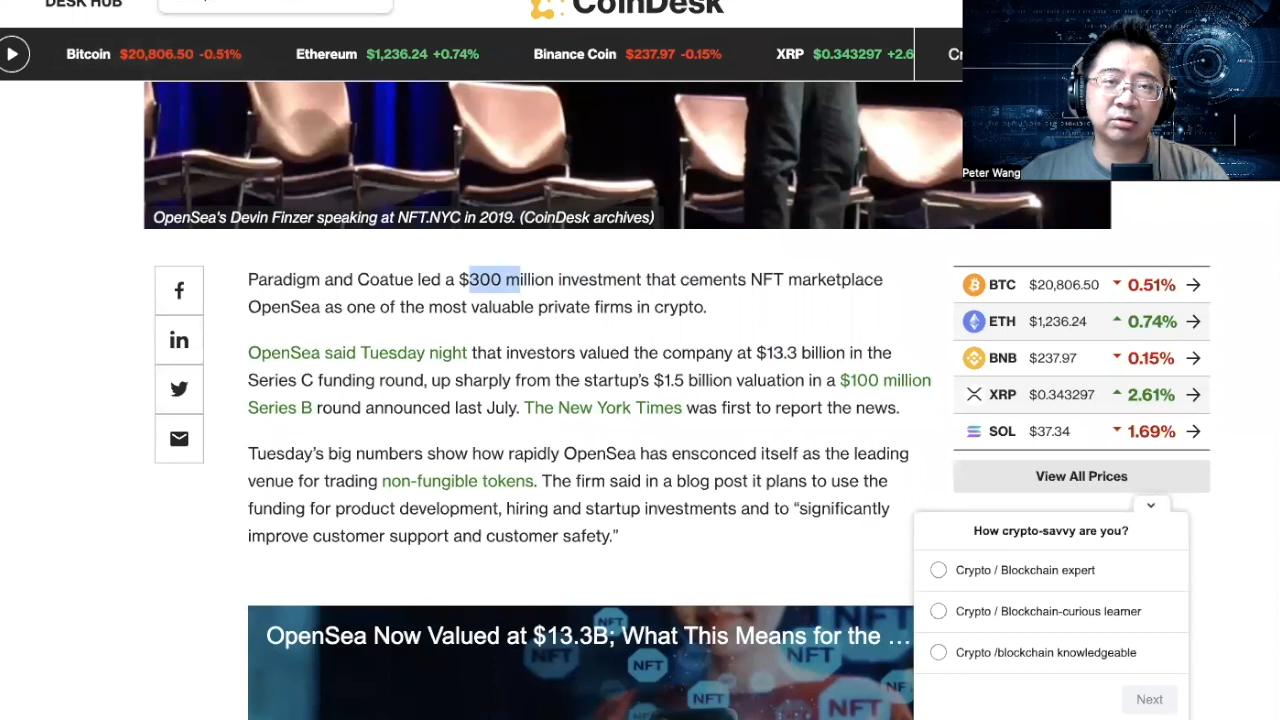 DESK HUB
CoinDesk
Bitcoin $20,806.50 -0.51% Ethereum $1,236.24 +0.74% Binance Coin $237.97 -0.15% XRP $0.343297 +2.6
Peter Wang
OpenSea's Devin Finzer speaking at NFT.NYC in 2019. (CoinDesk archives)
Paradigm and Coatue led a $300 million investment that cements NFT marketplace
OpenSea as one of the most valuable private firms in crypto.
OpenSea said Tuesday night that investors valued the company at $13.3 billion in the
Series C funding round, up sharply from the startup’s $1.5 billion valuation in a $100 million
Series B round announced last July. The New York Times was first to report the news.
Tuesday’s big numbers show how rapidly OpenSea has ensconced itself as the leading
venue for trading non-fungible tokens. The firm said in a blog post it plans to use the
funding for product development, hiring and startup investments and to “significantly
improve customer support and customer safety.”
BTC $20,806.50 0.51%
ETH $1,236.24 0.74%
BNB $237.97 0.15%
XRP $0.343297 2.61%
SOL $37.34 1.69%
View All Prices
How crypto-savvy are you?
Crypto / Blockchain expert
Crypto / Blockchain-curious learner
Crypto /blockchain knowledgeable
Next
OpenSea Now Valued at $13.3B; What This Means for the ...
NFT
NFT
NFT
NFT
NFT
NFT
NFT